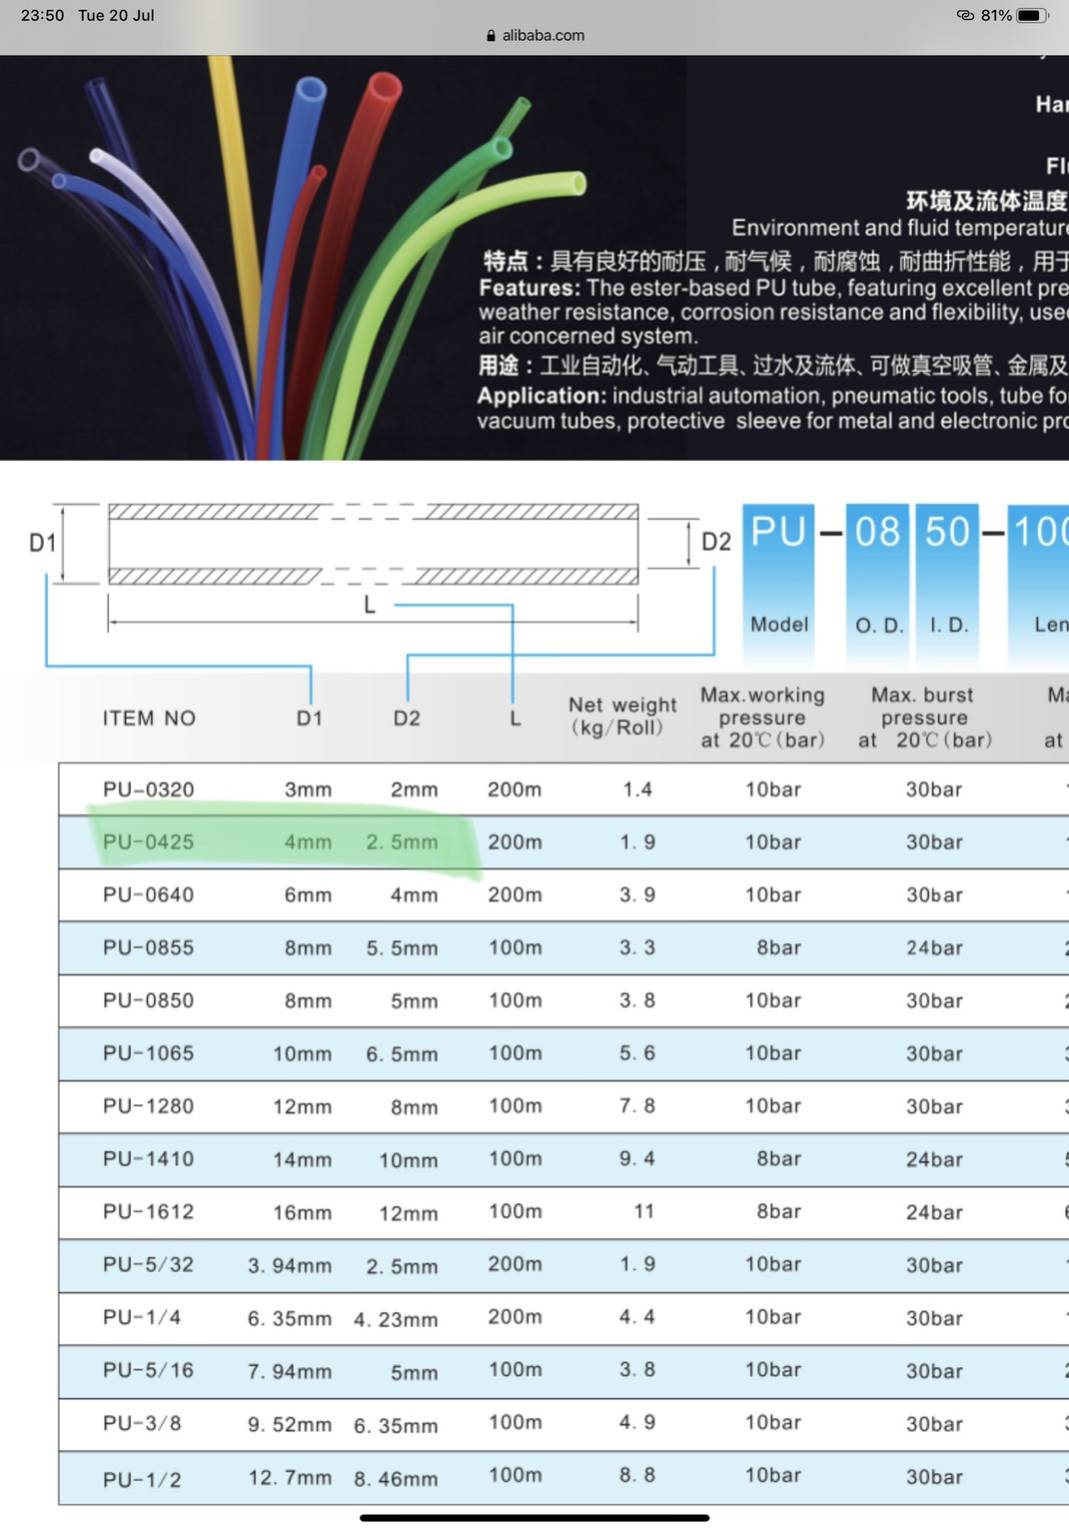 23:50 Tue 20 Jul
81%
alibaba.com
环境及流体温度
Environment and fluid temperature
特点：具有良好的耐压，耐气候，耐腐蚀，耐曲折性能，用于
Features: The ester-based PU tube, featuring excellent pre
weather resistance, corrosion resistance and flexibility, use
air concerned system.
用途：工业自动化、气动工具、过水及流体、可做真空吸管、金属及
Application: industrial automation, pneumatic tools, tube fo
vacuum tubes, protective sleeve for metal and electronic pro
D1
L
D2
PU-0850-100
Model O. D. I. D. Len
ITEM NO D1 D2 L Net weight (kg/Roll) Max.working pressure at 20℃(bar) Max. burst pressure at 20℃(bar)
PU-0320 3mm 2mm 200m 1.4 10bar 30bar
PU-0425 4mm 2.5mm 200m 1.9 10bar 30bar
PU-0640 6mm 4mm 200m 3.9 10bar 30bar
PU-0855 8mm 5.5mm 100m 3.3 8bar 24bar
PU-0850 8mm 5mm 100m 3.8 10bar 30bar
PU-1065 10mm 6.5mm 100m 5.6 10bar 30bar
PU-1280 12mm 8mm 100m 7.8 10bar 30bar
PU-1410 14mm 10mm 100m 9.4 8bar 24bar
PU-1612 16mm 12mm 100m 11 8bar 24bar
PU-5/32 3.94mm 2.5mm 200m 1.9 10bar 30bar
PU-1/4 6.35mm 4.23mm 200m 4.4 10bar 30bar
PU-5/16 7.94mm 5mm 100m 3.8 10bar 30bar
PU-3/8 9.52mm 6.35mm 100m 4.9 10bar 30bar
PU-1/2 12.7mm 8.46mm 100m 8.8 10bar 30bar